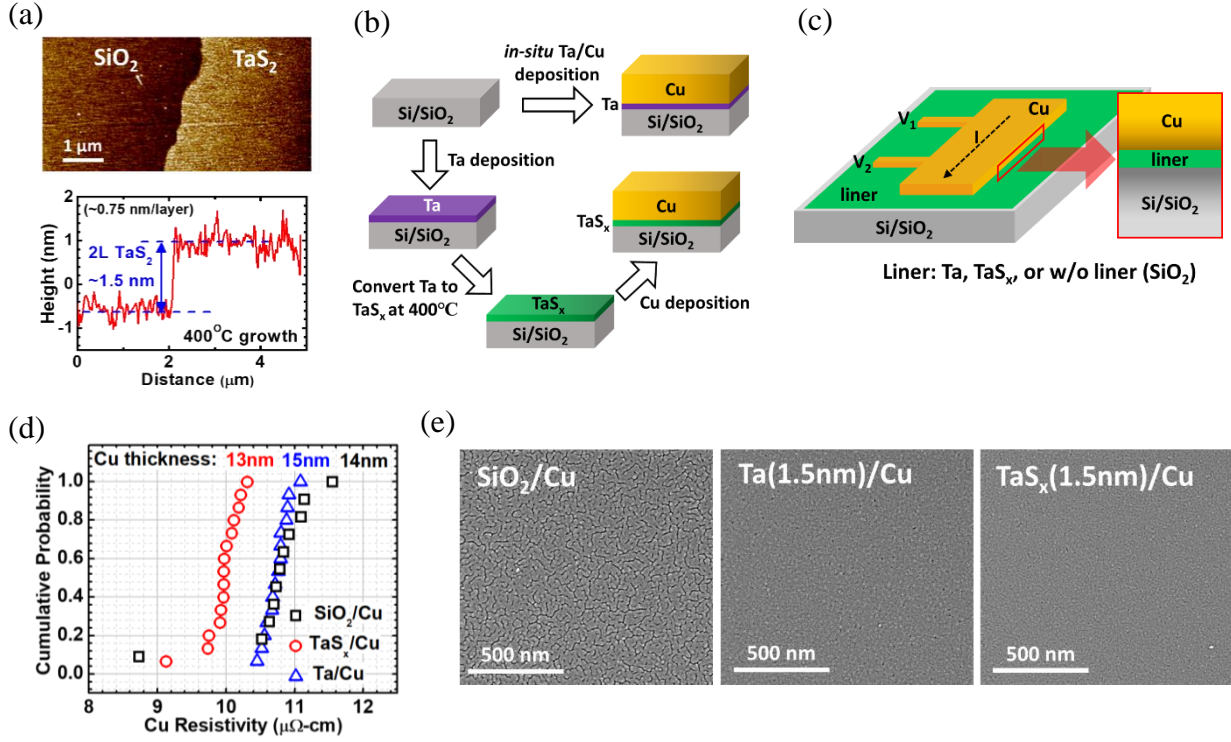 (a)
SiO₂
TaS₂
1 μm
Height (nm)
2
1
0
-1
(~0.75 nm/layer)
2L TaS₂
~1.5 nm
400°C growth
0
2
4
Distance (μm)
(b)
in-situ Ta/Cu
deposition
Si/SiO₂
Cu
Ta
Si/SiO₂
Ta deposition
Ta
Si/SiO₂
Cu
TaSₓ
Si/SiO₂
Convert Ta to
TaSₓ at 400℃
TaSₓ
Si/SiO₂
Cu deposition
(c)
V₁
V₂
I
Cu
liner
Si/SiO₂
Cu
liner
Si/SiO₂
Liner: Ta, TaSₓ, or w/o liner (SiO₂)
(d)
Cu thickness: 13nm 15nm 14nm
Cumulative Probability
1.0
0.8
0.6
0.4
0.2
0.0
SiO₂/Cu
TaSₓ/Cu
Ta/Cu
8 9 10 11 12
Cu Resistivity (μΩ-cm)
(e)
SiO₂/Cu
500 nm
Ta(1.5nm)/Cu
500 nm
TaSₓ(1.5nm)/Cu
500 nm